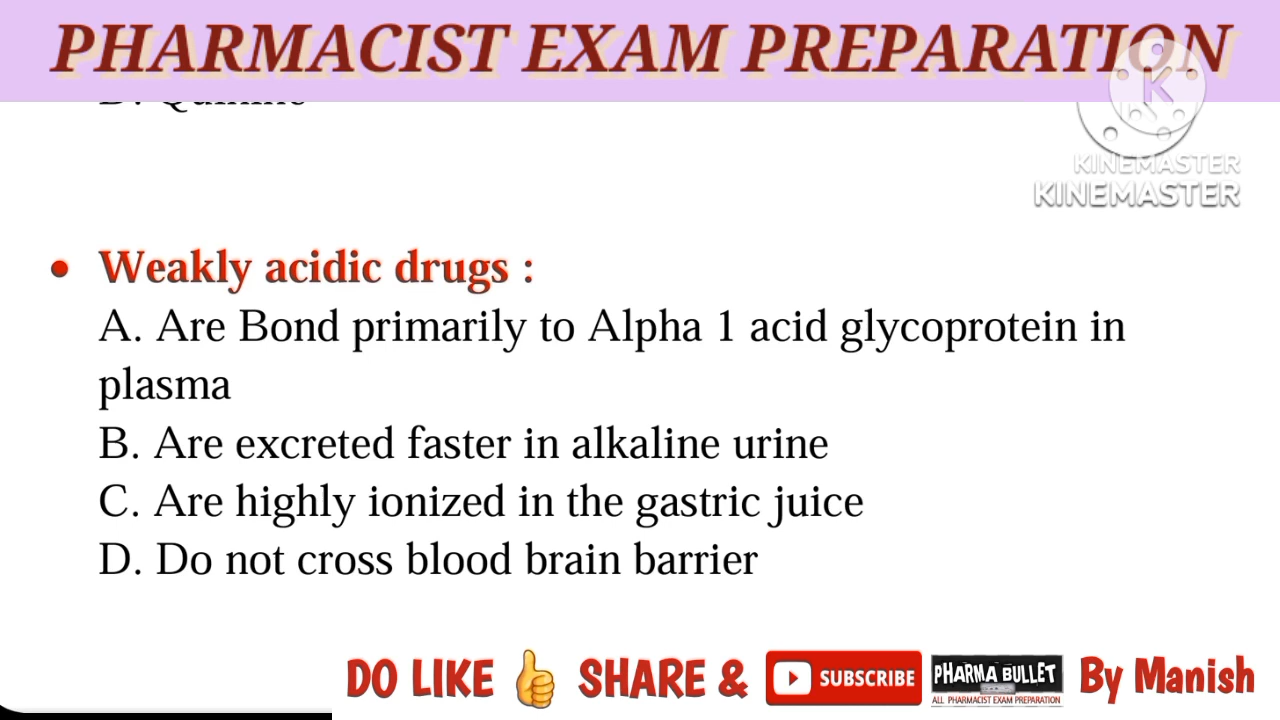 PHARMACIST EXAM PREPARATION
KINEMASTER
KINEMASTER
• Weakly acidic drugs :
A. Are Bond primarily to Alpha 1 acid glycoprotein in
plasma
B. Are excreted faster in alkaline urine
C. Are highly ionized in the gastric juice
D. Do not cross blood brain barrier
DO LIKE 👍 SHARE & SUBSCRIBE PHARMA BULLET By Manish
ALL PHARMACIST EXAM PREPARATION